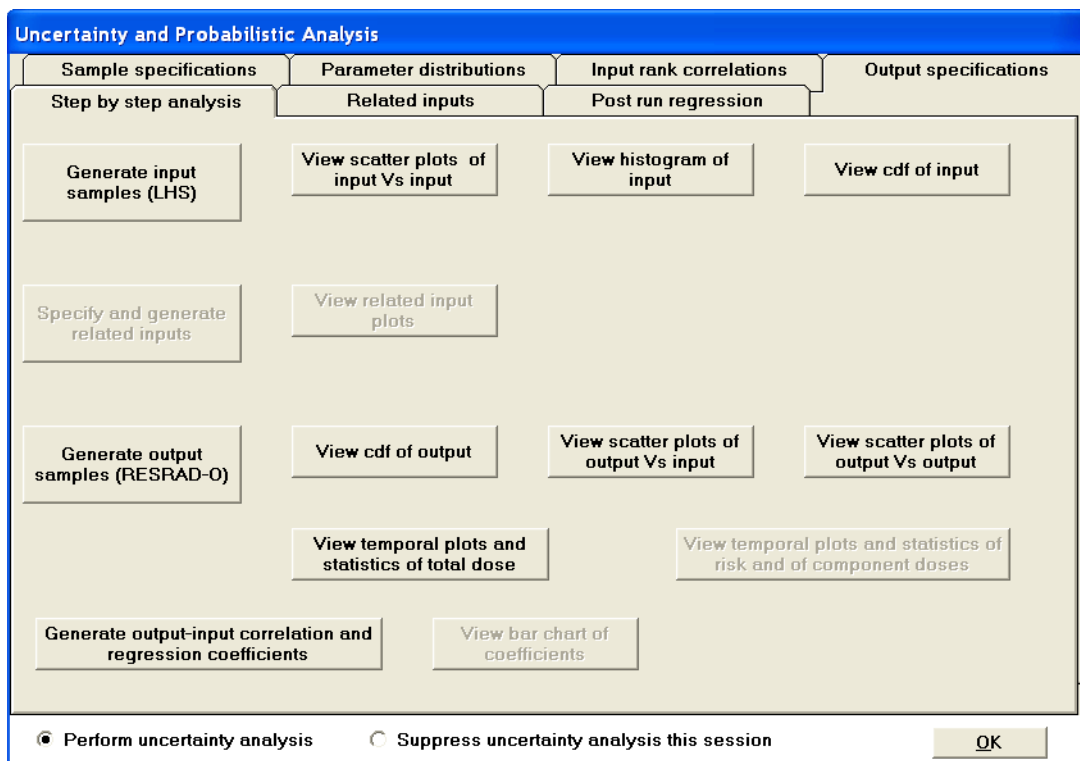 Uncertainty and Probabilistic Analysis
Sample specifications
Parameter distributions
Input rank correlations
Output specifications
Step by step analysis
Related inputs
Post run regression
Generate input
samples (LHS)
View scatter plots of
input Vs input
View histogram of
input
View cdf of input
Specify and generate
related inputs
View related input
plots
Generate output
samples (RESRAD-O)
View cdf of output
View scatter plots of
output Vs input
View scatter plots of
output Vs output
View temporal plots and
statistics of total dose
View temporal plots and statistics of
risk and of component doses
Generate output-input correlation and
regression coefficients
View bar chart of
coefficients
Perform uncertainty analysis
Suppress uncertainty analysis this session
OK